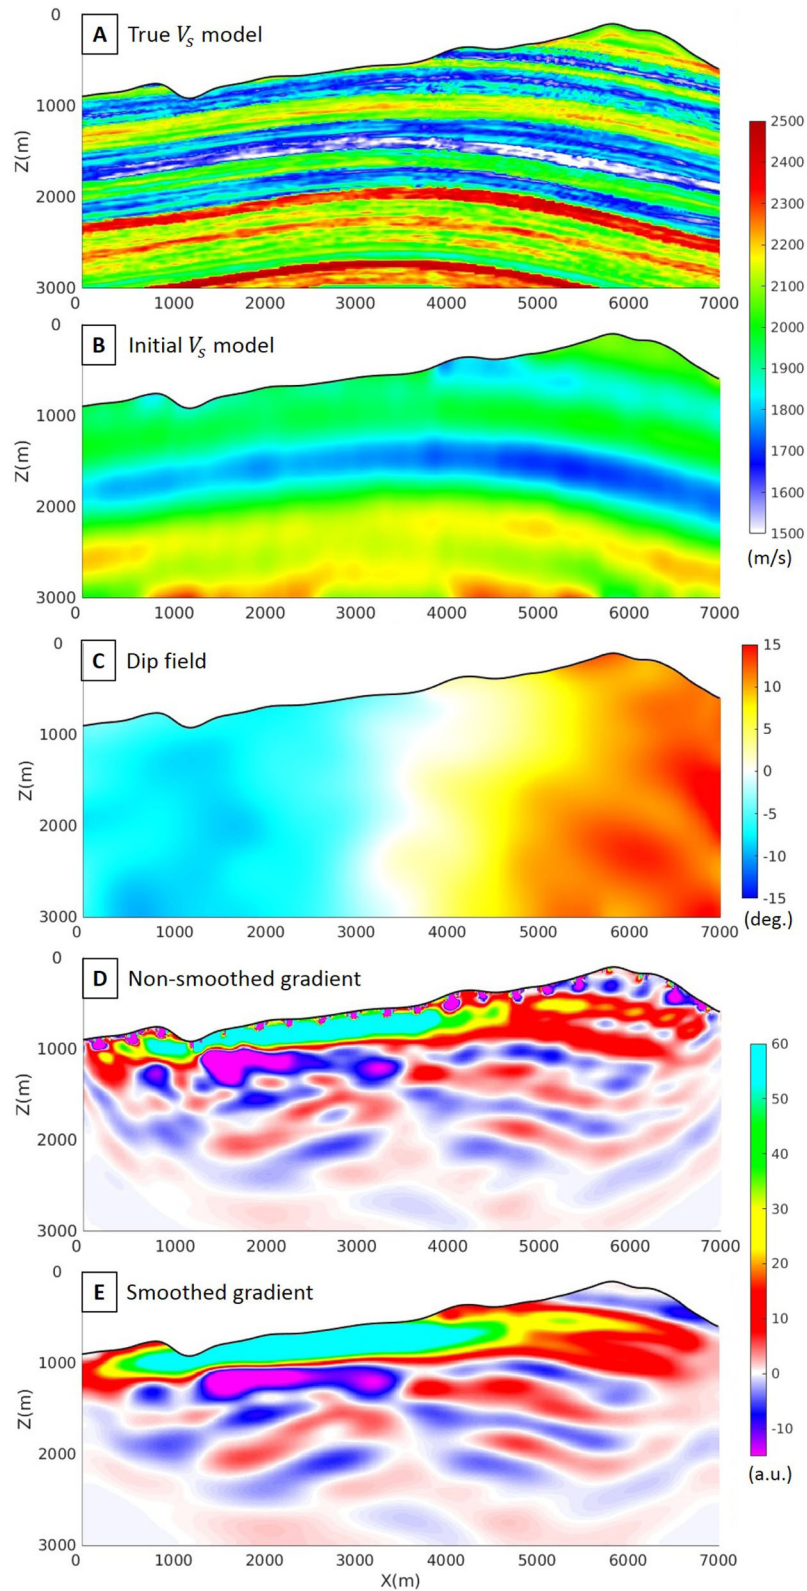 A True Vₛ model
0
1000
2000
3000
Z(m)
1000 2000 3000 4000 5000 6000 7000
2500
2400
2300
2200
2100
2000
1900
1800
1700
1600
1500
(m/s)
B Initial Vₛ model
0
1000
2000
3000
Z(m)
0 1000 2000 3000 4000 5000 6000 7000
C Dip field
0
1000
2000
3000
Z(m)
0 1000 2000 3000 4000 5000 6000 7000
15
10
5
0
-5
-10
-15
(deg.)
D Non-smoothed gradient
0
1000
2000
3000
Z(m)
0 1000 2000 3000 4000 5000 6000 7000
60
50
40
30
20
10
0
-10
(a.u.)
E Smoothed gradient
0
1000
2000
3000
Z(m)
0 1000 2000 3000 4000 5000 6000 7000
X(m)